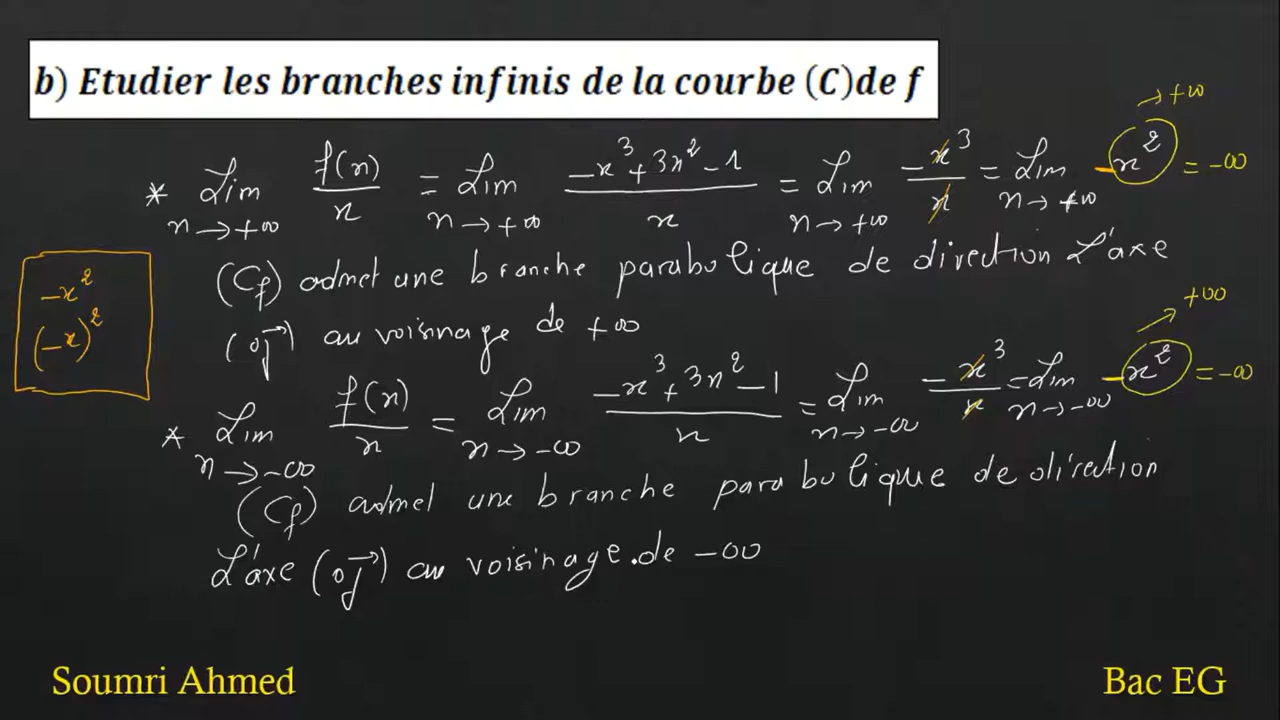 b) Etudier les branches infinis de la courbe (C)de f
→ +∞
* Lim x→+∞ f(x)/x = Lim x→+∞ (-x³+3x²-1)/x = Lim x→+∞ -x³/x = Lim x→+∞ -x² = -∞
(Cf) admet une branche parabolique de direction L'axe
-x²
(-x)²
(oj→) au voisinage de +∞
→ +∞
* Lim x→-∞ f(x)/x = Lim x→-∞ (-x³+3x²-1)/x = Lim x→-∞ -x³/x = Lim x→-∞ -x² = -∞
(Cf) admet une branche parabolique de direction
L'axe (oj→) au voisinage.de -∞
Soumri Ahmed
Bac EG